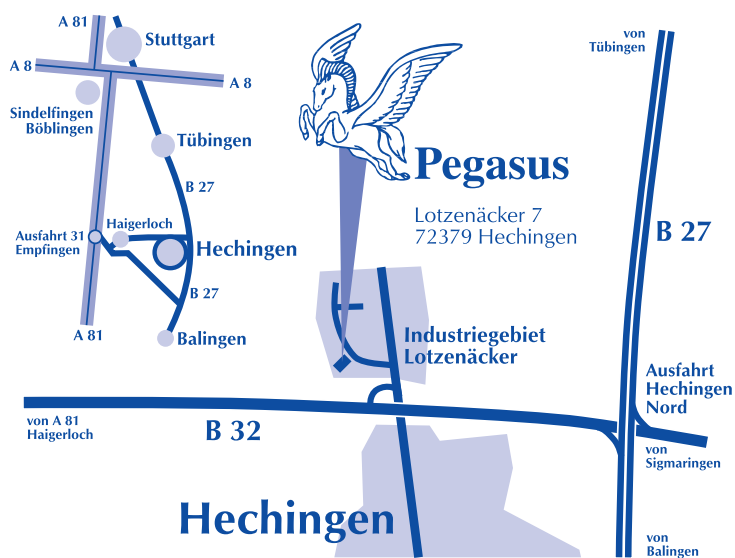 A 81
Stuttgart
A 8
A 8
Sindelfingen
Böblingen
Tübingen
B 27
Haigerloch
Ausfahrt 31
Empfingen
Hechingen
B 27
A 81
Balingen
Pegasus
Lotzenäcker 7
72379 Hechingen
von
Tübingen
B 27
Industriegebiet
Lotzenäcker
Ausfahrt
Hechingen
Nord
von A 81
Haigerloch
B 32
von
Sigmaringen
Hechingen
von
Balingen